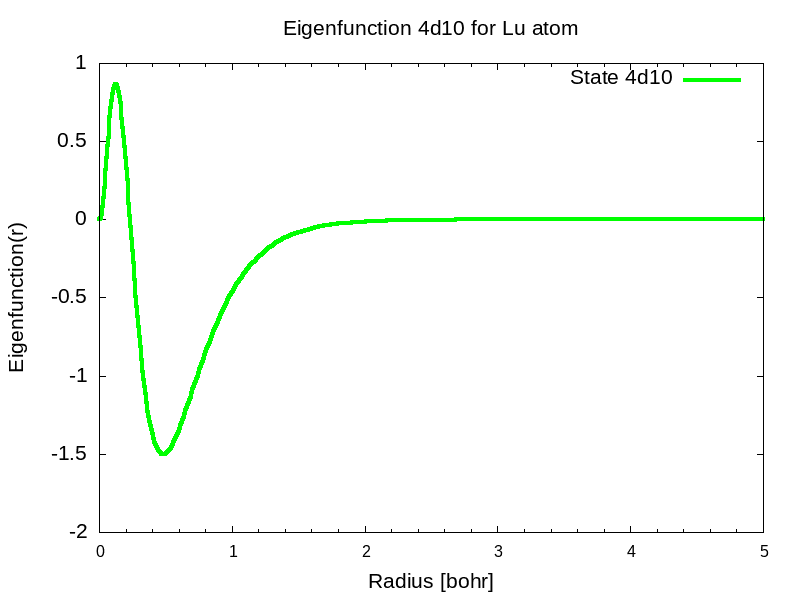 Eigenfunction 4d10 for Lu atom
State 4d10
1
0.5
0
-0.5
-1
-1.5
-2
Eigenfunction(r)
0 1 2 3 4 5
Radius [bohr]